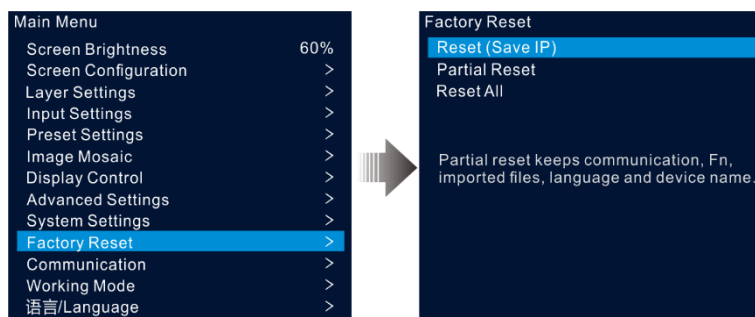 Main Menu
Screen Brightness 60%
Screen Configuration >
Layer Settings >
Input Settings >
Preset Settings >
Image Mosaic >
Display Control >
Advanced Settings >
System Settings >
Factory Reset >
Communication >
Working Mode >
语言/Language >
Factory Reset
Reset (Save IP)
Partial Reset
Reset All
Partial reset keeps communication, Fn,
imported files, language and device name.